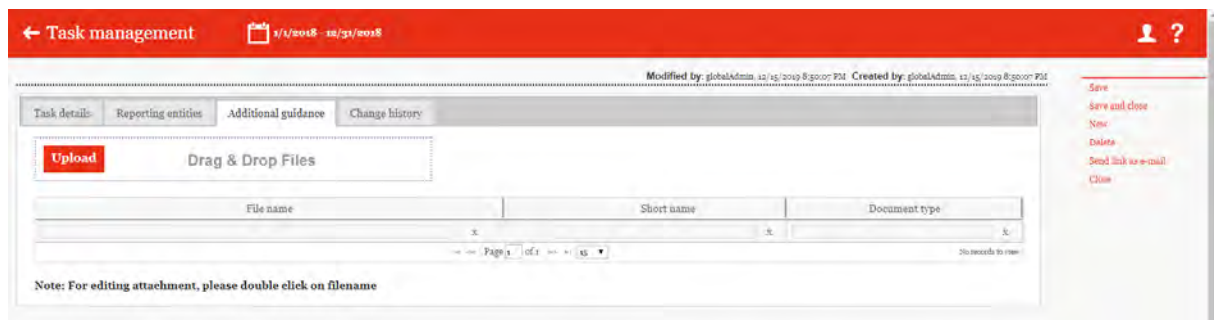 ← Task management 1/1/2018 - 12/31/2018 ?
Modified by: globalAdmin, 12/15/2019 8:50:07 PM Created by: globalAdmin, 12/15/2019 8:50:07 PM
Save
Save and close
New
Delete
Send link as e-mail
Close
Task details Reporting entities Additional guidance Change history
Upload Drag & Drop Files
File name Short name Document type
x x x
Page 1 of 1 15
No records to view
Note: For editing attachment, please double click on filename